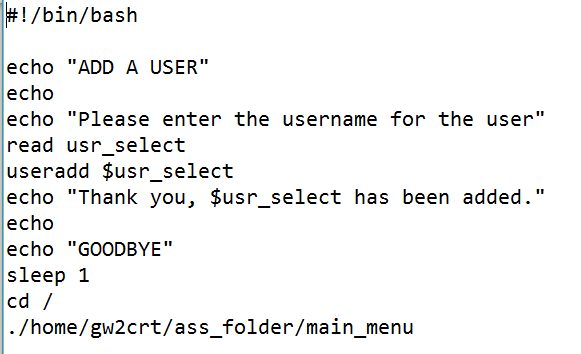 #!/bin/bash

echo "ADD A USER"
echo
echo "Please enter the username for the user"
read usr_select
useradd $usr_select
echo "Thank you, $usr_select has been added."
echo
echo "GOODBYE"
sleep 1
cd /
./home/gw2crt/ass_folder/main_menu